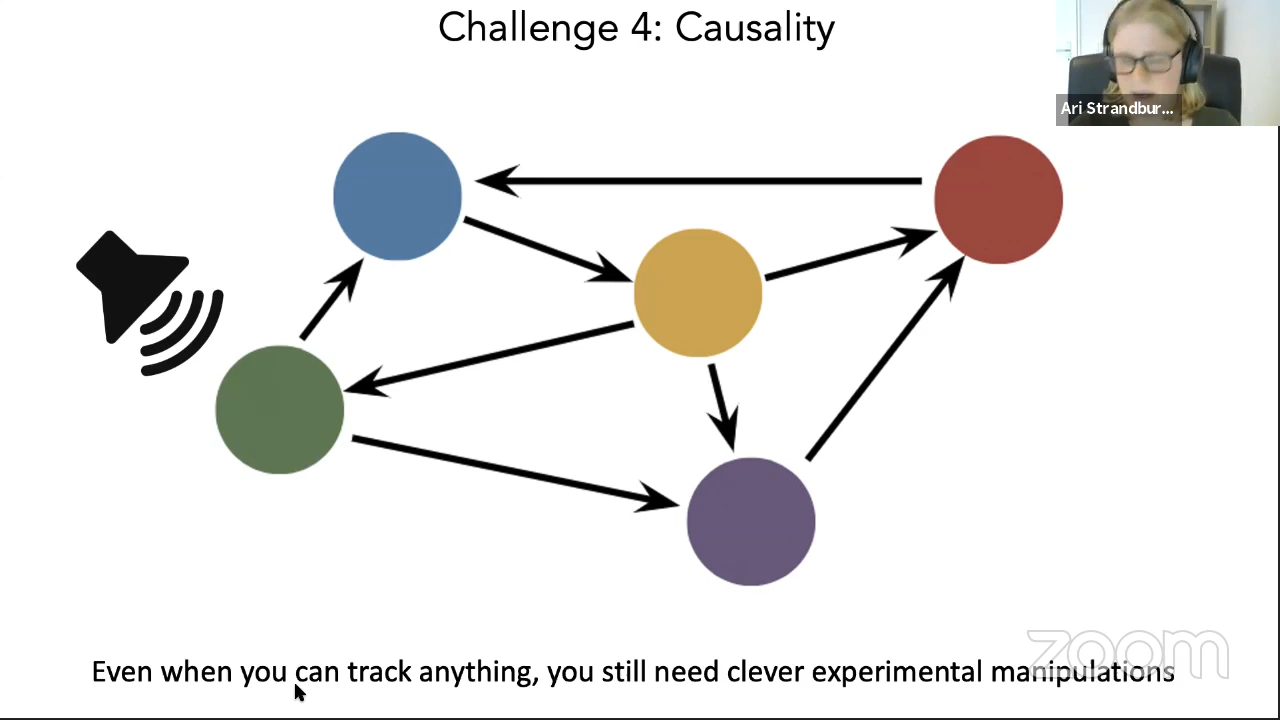 Challenge 4: Causality
Ari Strandbur...
Even when you can track anything, you still need clever experimental manipulations
zoom